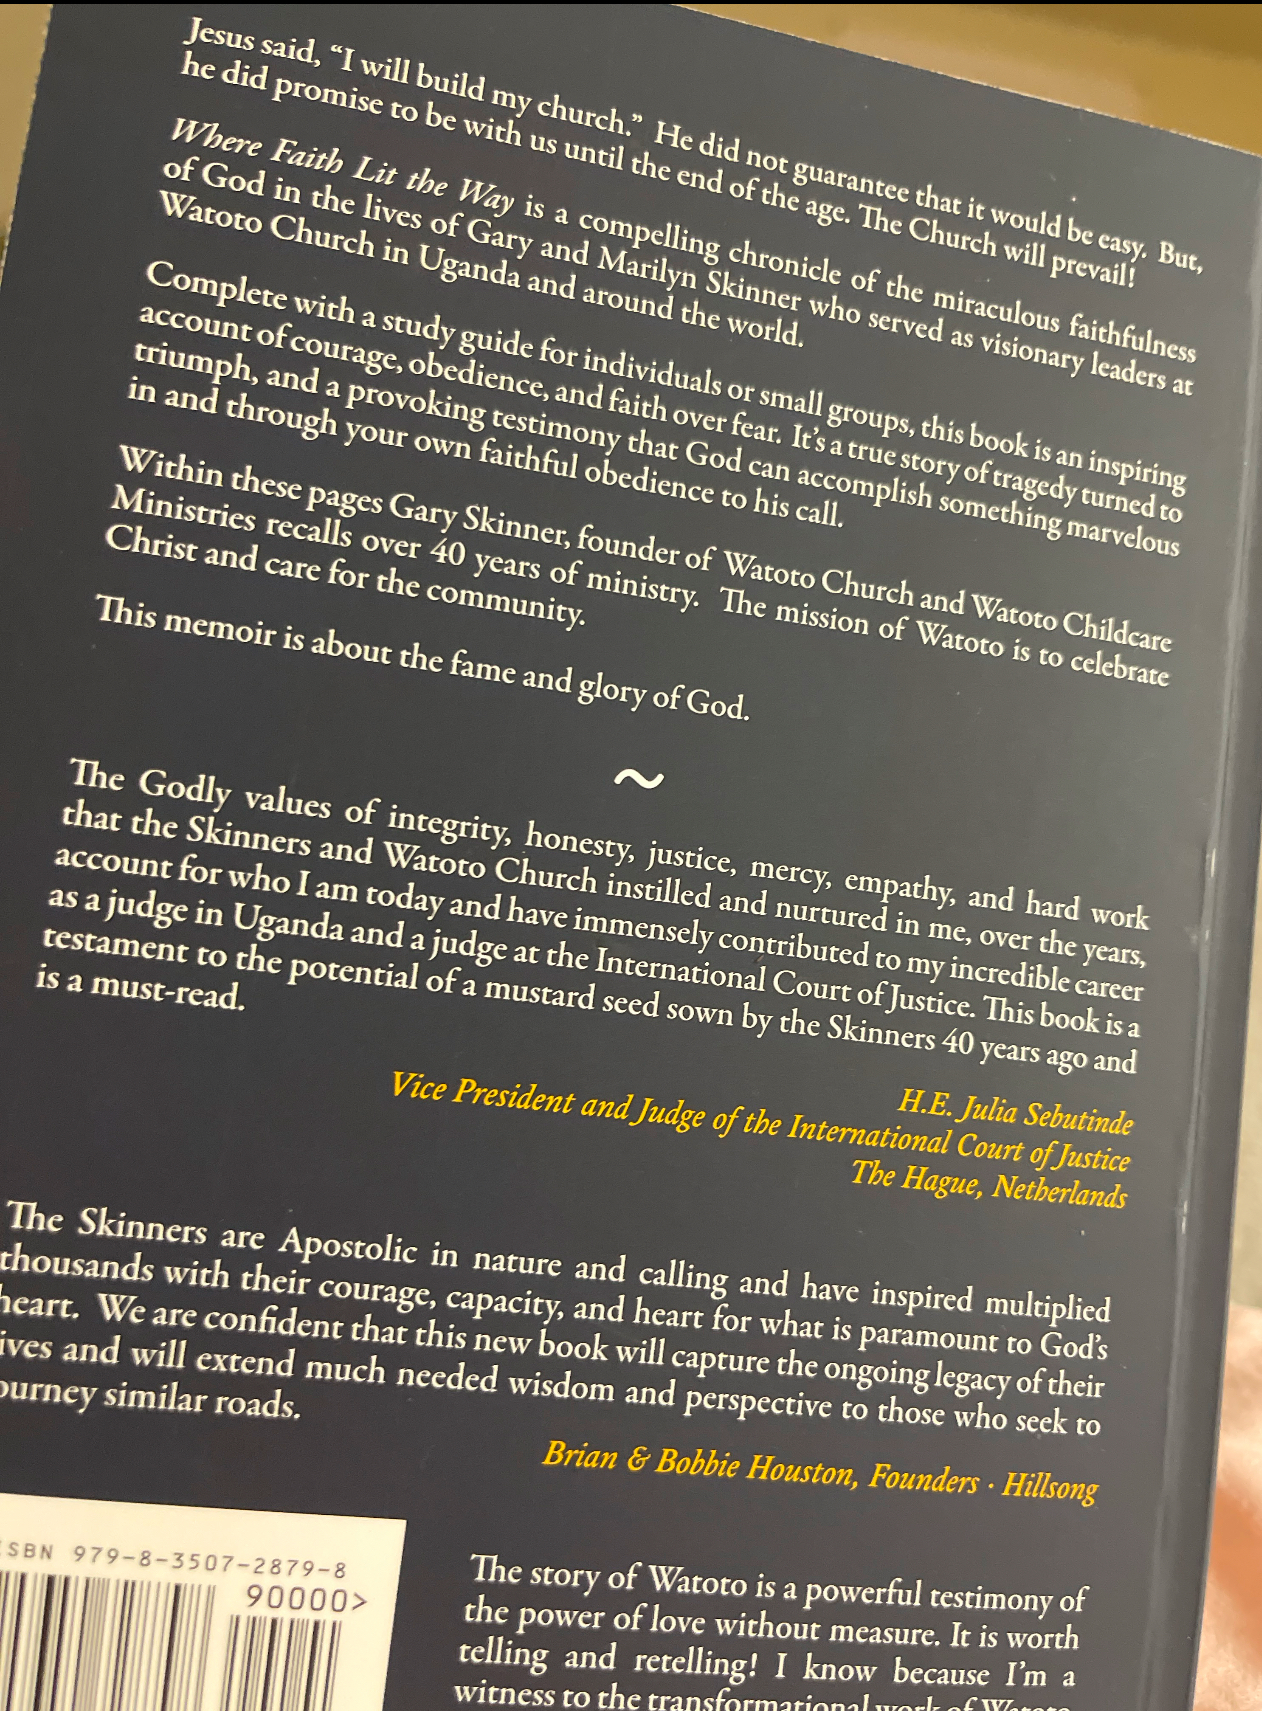 Jesus said, “I will build my church.” He did not guarantee that it would be easy. But,
he did promise to be with us until the end of the age. The Church will prevail!
Where Faith Lit the Way is a compelling chronicle of the miraculous faithfulness
of God in the lives of Gary and Marilyn Skinner who served as visionary leaders at
Watoto Church in Uganda and around the world.
Complete with a study guide for individuals or small groups, this book is an inspiring
account of courage, obedience, and faith over fear. It’s a true story of tragedy turned to
triumph, and a provoking testimony that God can accomplish something marvelous
in and through your own faithful obedience to his call.
Within these pages Gary Skinner, founder of Watoto Church and Watoto Childcare
Ministries recalls over 40 years of ministry. The mission of Watoto is to celebrate
Christ and care for the community.
This memoir is about the fame and glory of God.
~
The Godly values of integrity, honesty, justice, mercy, empathy, and hard work
that the Skinners and Watoto Church instilled and nurtured in me, over the years,
account for who I am today and have immensely contributed to my incredible career
as a judge in Uganda and a judge at the International Court of Justice. This book is a
testament to the potential of a mustard seed sown by the Skinners 40 years ago and
is a must-read.
H.E. Julia Sebutinde
Vice President and Judge of the International Court of Justice
The Hague, Netherlands
The Skinners are Apostolic in nature and calling and have inspired multiplied
thousands with their courage, capacity, and heart for what is paramount to God’s
heart. We are confident that this new book will capture the ongoing legacy of their
ives and will extend much needed wisdom and perspective to those who seek to
ourney similar roads.
Brian & Bobbie Houston, Founders · Hillsong
ISBN 979-8-3507-2879-8
90000>
The story of Watoto is a powerful testimony of
the power of love without measure. It is worth
telling and retelling! I know because I’m a
witness to the transformational work of Watoto